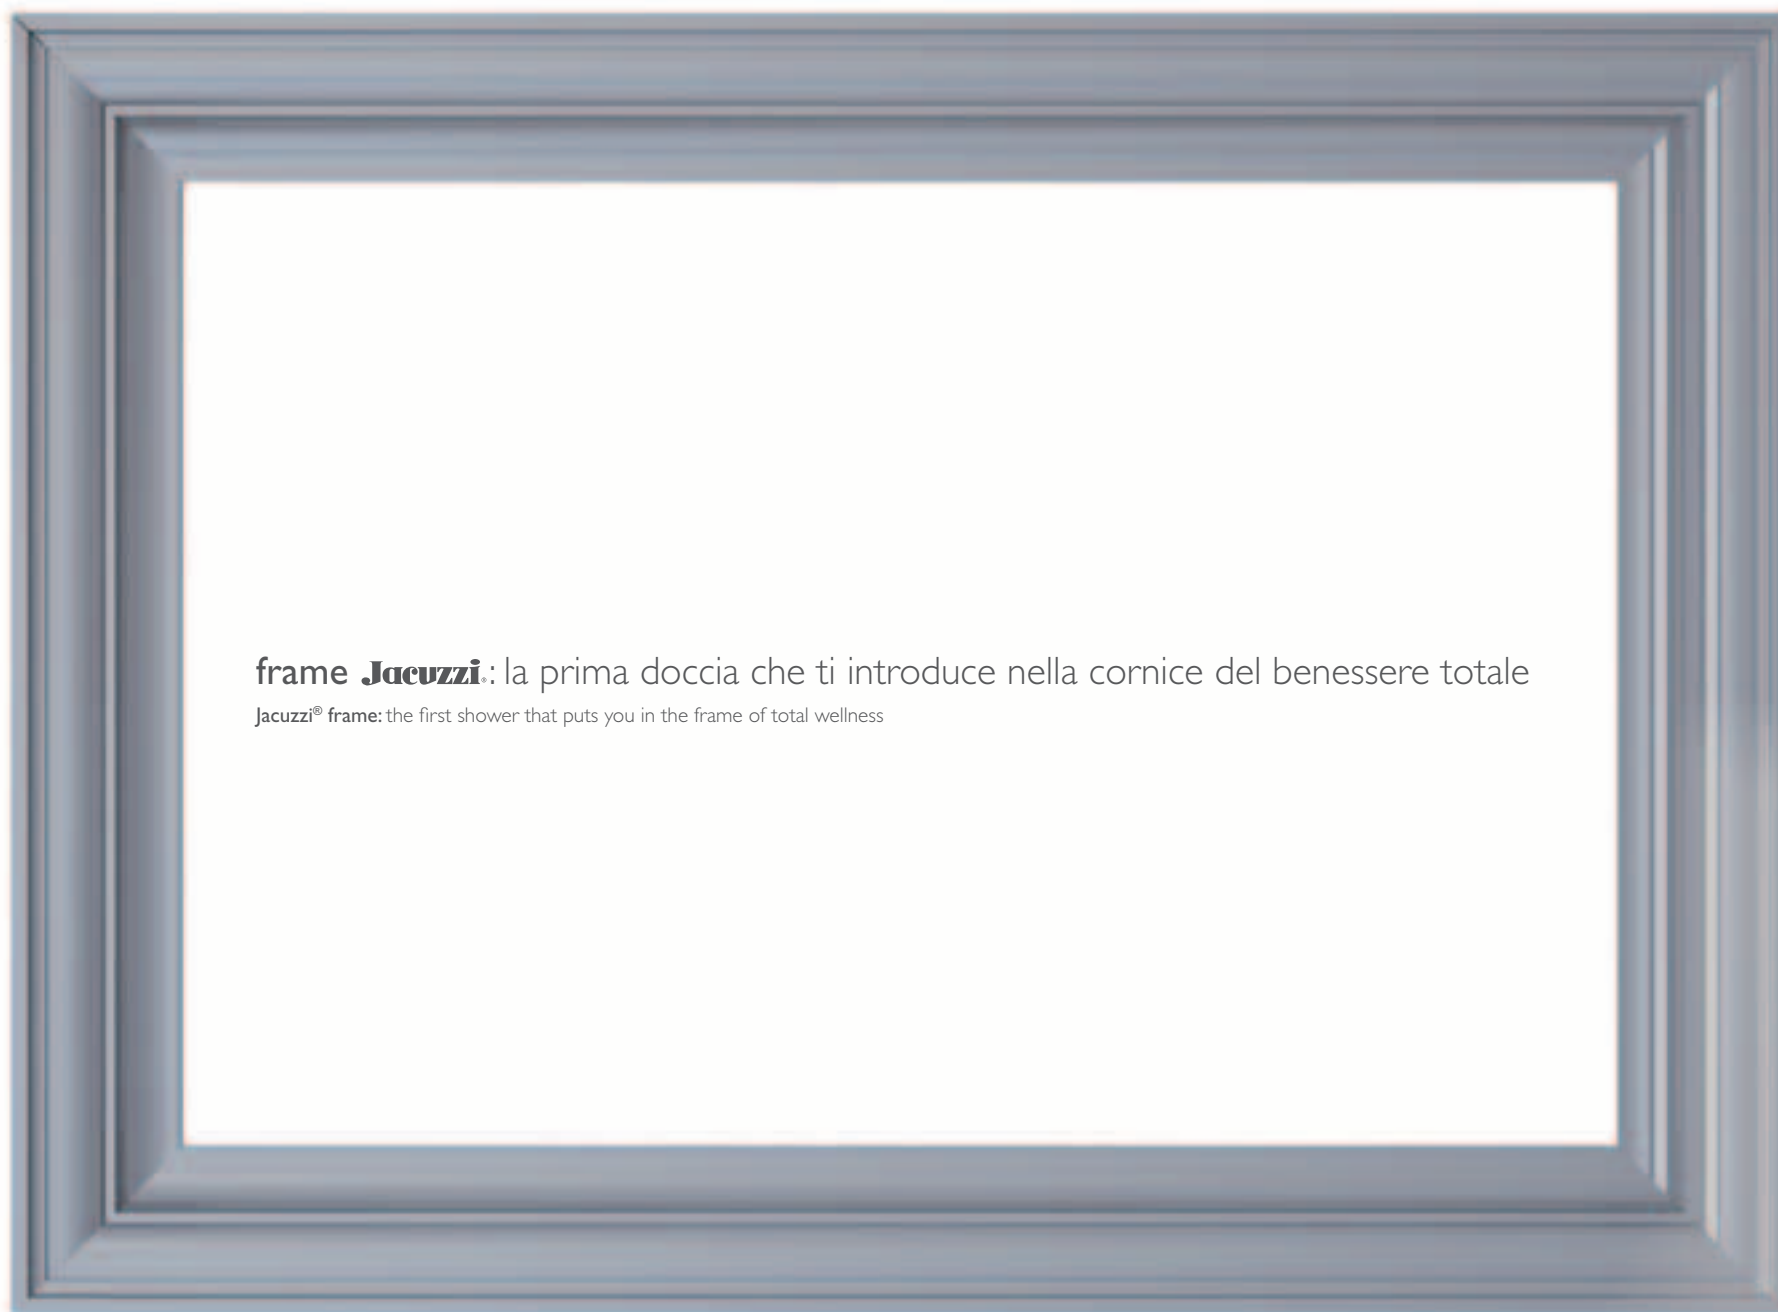 frame Jacuzzi®: la prima doccia che ti introduce nella cornice del benessere totale
Jacuzzi® frame: the first shower that puts you in the frame of total wellness